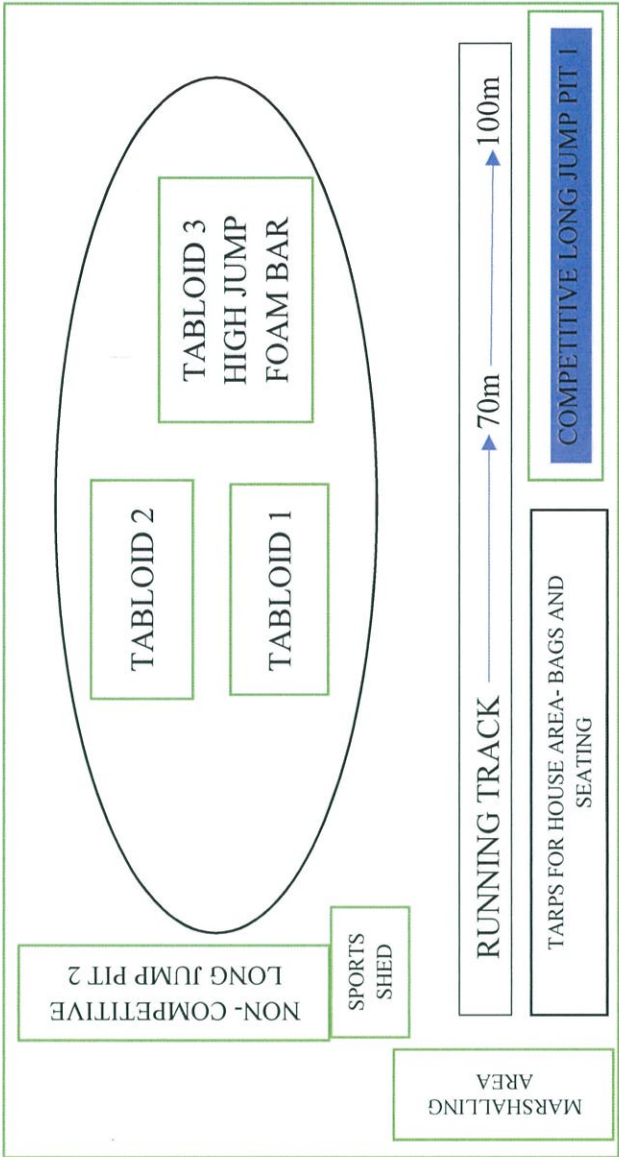 TABLOID 2
TABLOID 1
TABLOID 3
HIGH JUMP
FOAM BAR
NON- COMPETITIVE
LONG JUMP PIT 2
SPORTS
SHED
RUNNING TRACK
70m
100m
MARSHALLING
AREA
TARPS FOR HOUSE AREA- BAGS AND
SEATING
COMPETITIVE LONG JUMP PIT 1